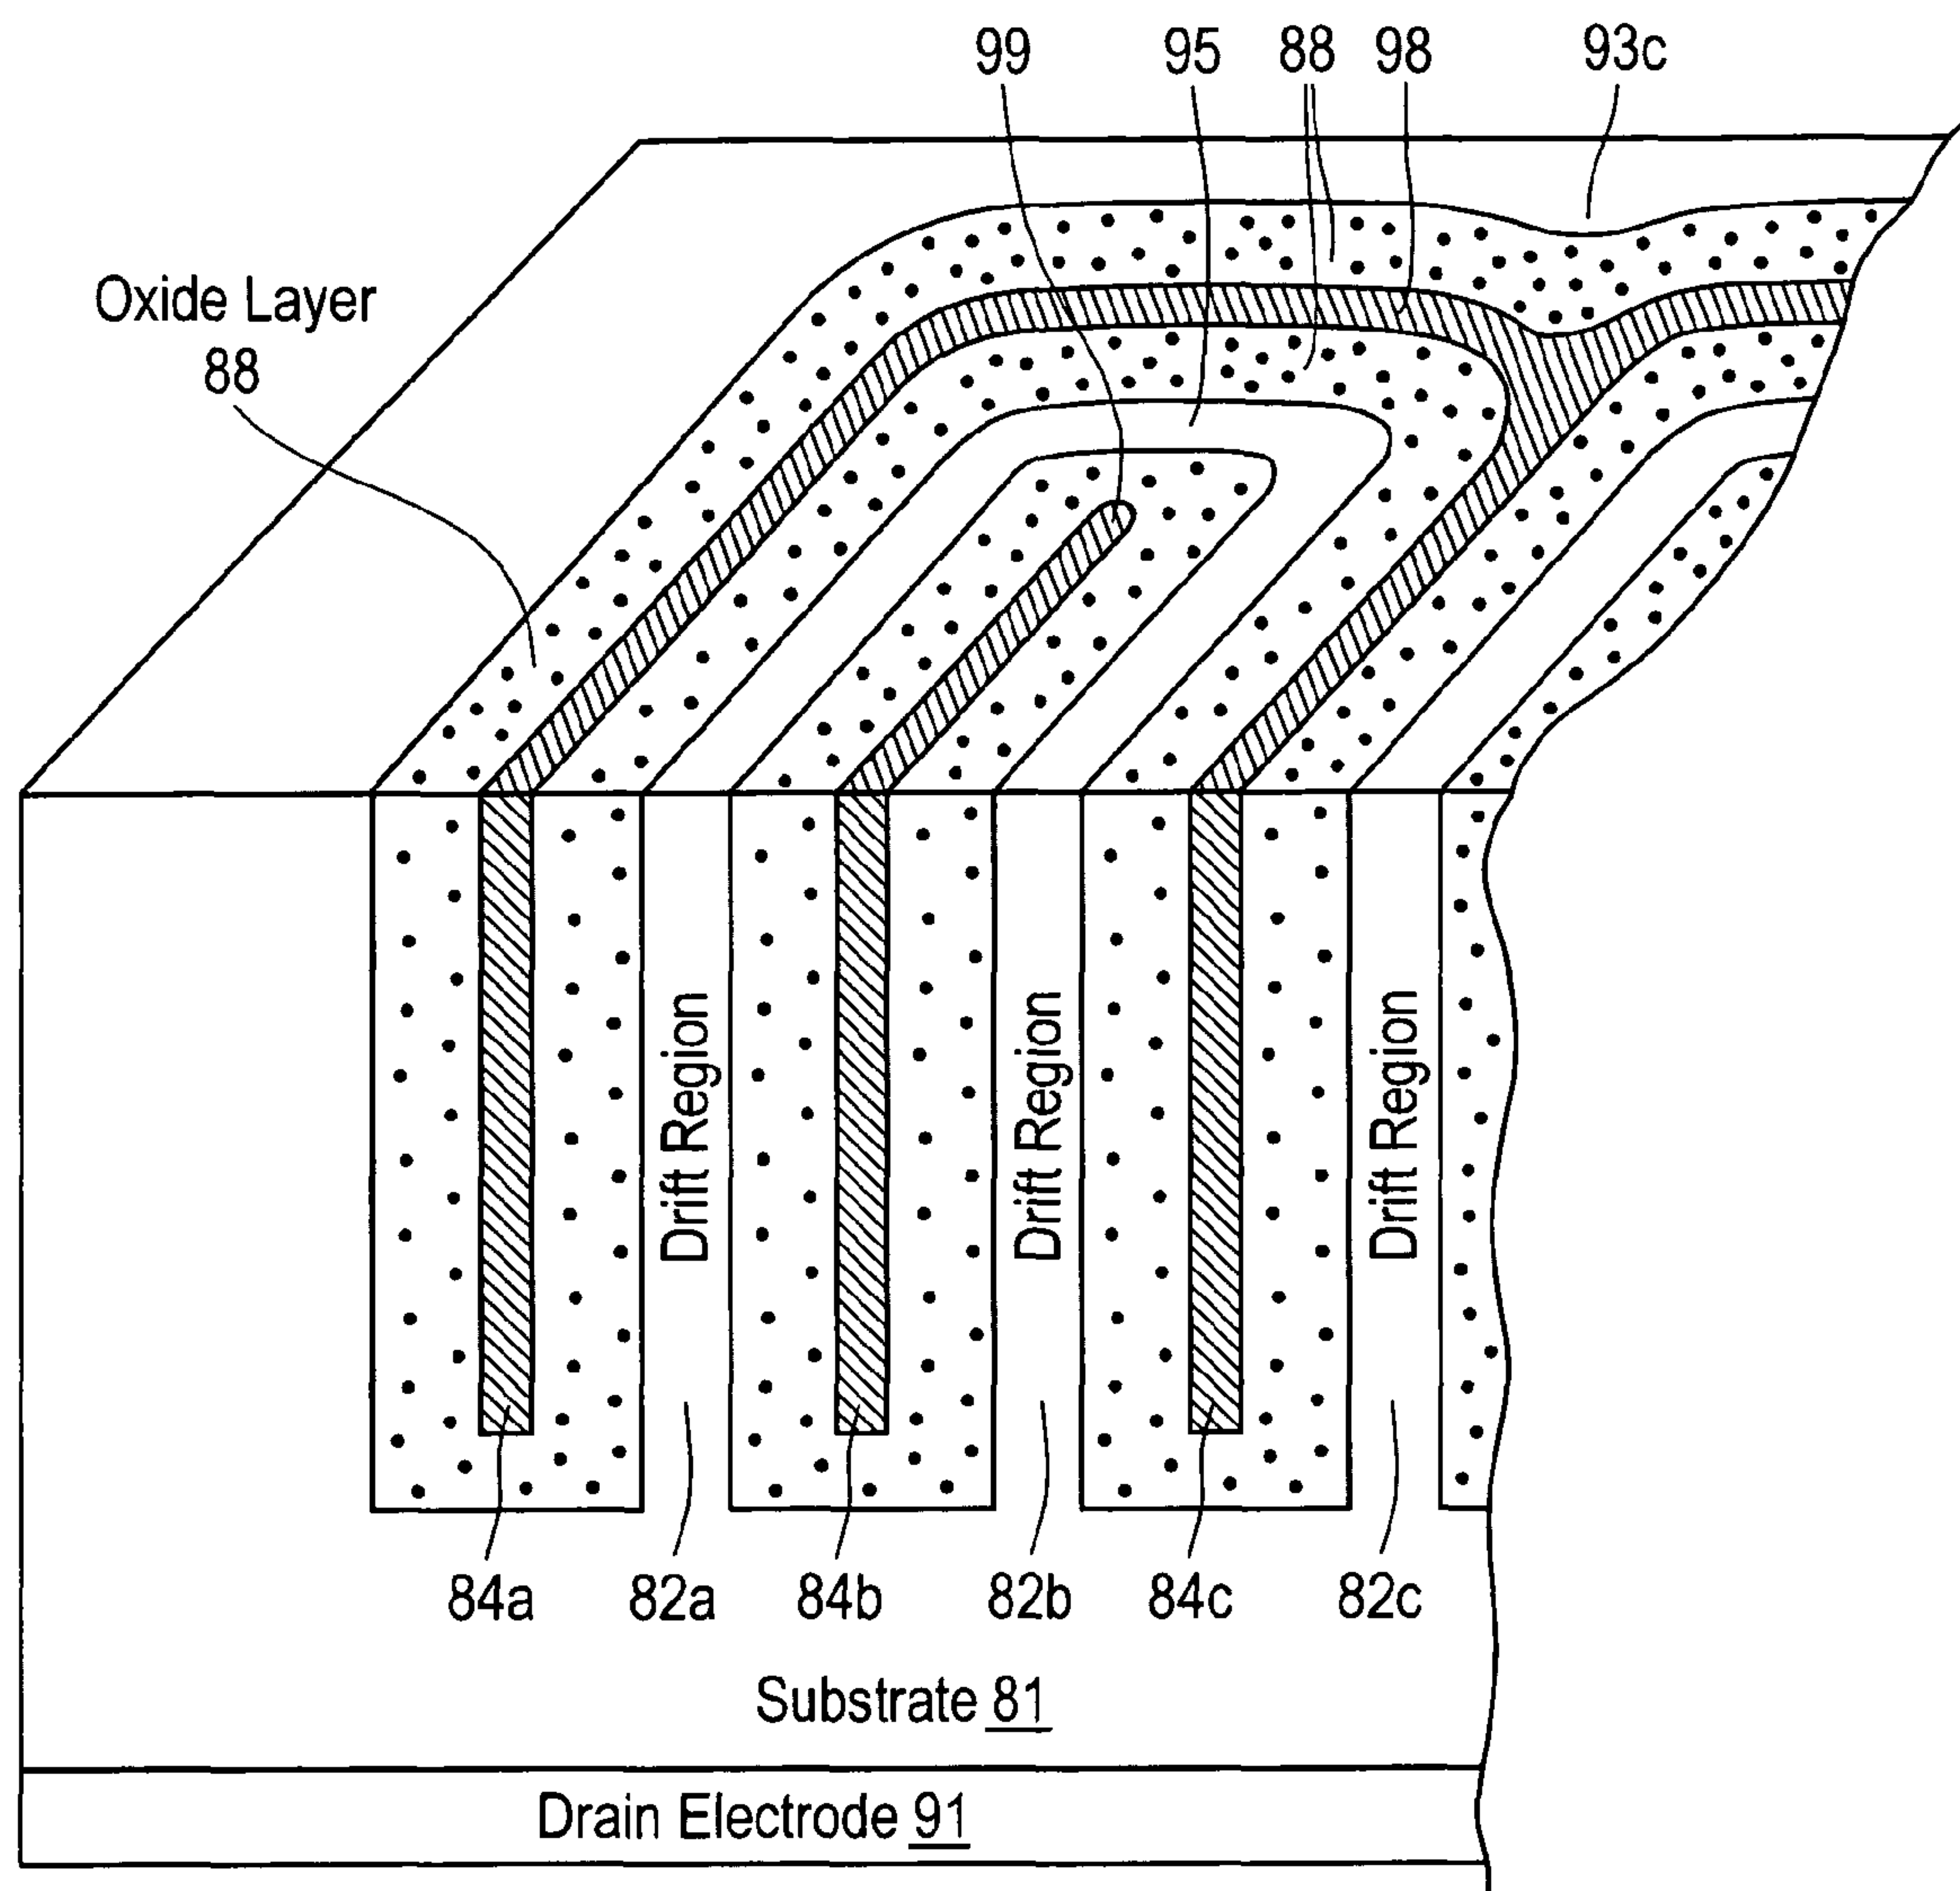 99 95 88 98 93c
Oxide Layer
88
Drift Region
Drift Region
Drift Region
84a 82a 84b 82b 84c 82c
Substrate 81
Drain Electrode 91